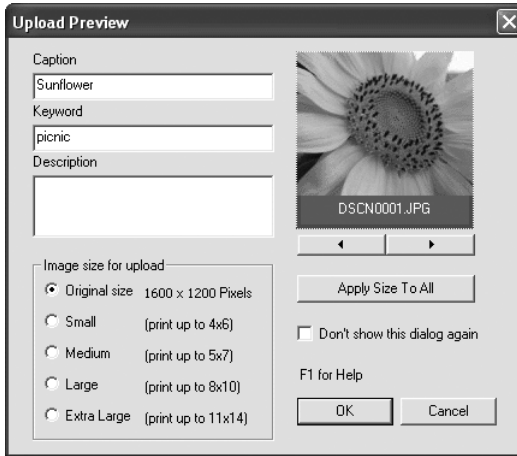 Upload Preview
Caption
Sunflower
Keyword
picnic
Description
DSCN0001.JPG
Image size for upload
Original size 1600 x 1200 Pixels
Small (print up to 4x6)
Medium (print up to 5x7)
Large (print up to 8x10)
Extra Large (print up to 11x14)
Apply Size To All
Don't show this dialog again
F1 for Help
OK Cancel